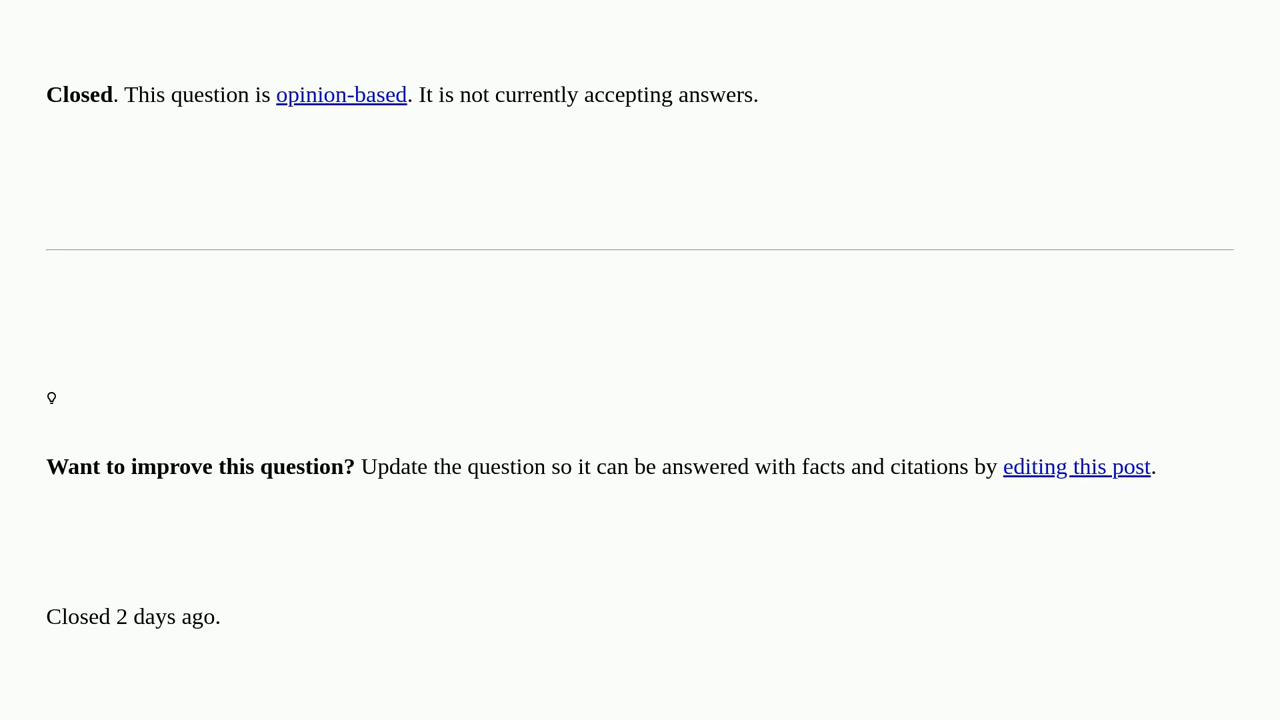 Closed. This question is opinion-based. It is not currently accepting answers.
Want to improve this question? Update the question so it can be answered with facts and citations by editing this post.
Closed 2 days ago.